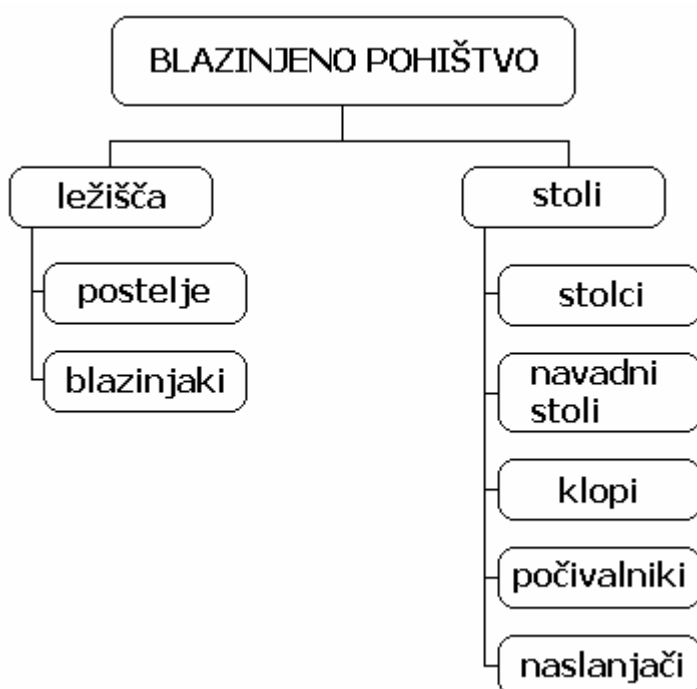 BLAZINJENO POHIŠTVO
ležišča
postelje
blazinjaki
stoli
stolci
navadni
stoli
klopi
počivalniki
naslanjači